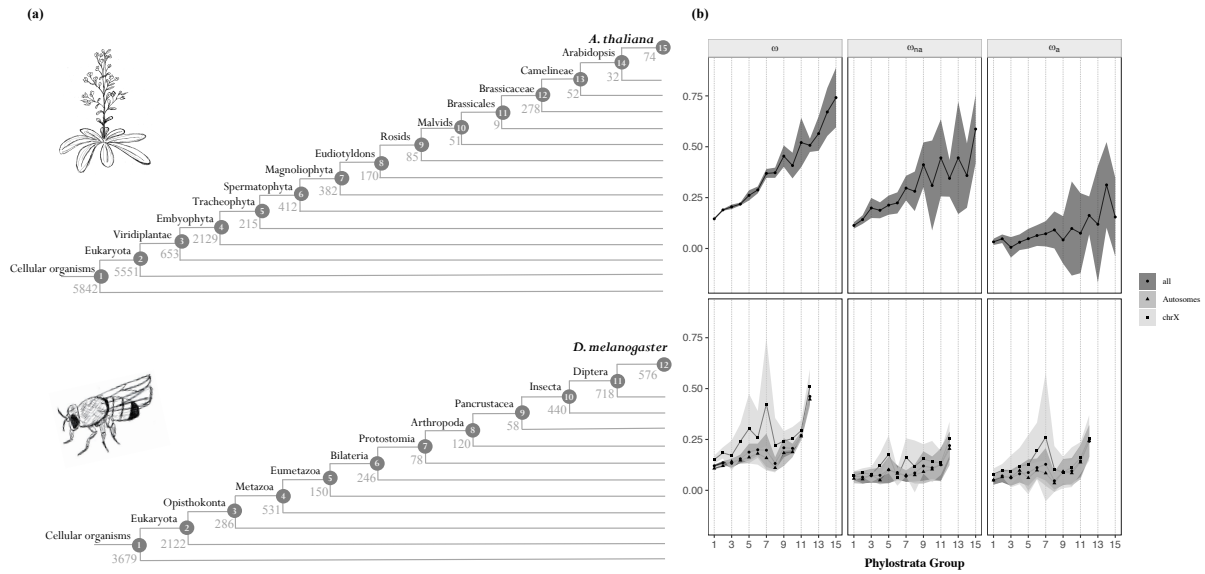 (a)
A. thaliana
15
74
Arabidopsis
14
32
Camelineae
13
52
Brassicaceae
12
278
Brassicales
11
9
Malvids
10
51
Rosids
9
85
Eudiotyldons
8
170
Magnoliophyta
7
382
Spermatophyta
6
412
Tracheophyta
5
215
Embyophyta
4
2129
Viridiplantae
3
653
Eukaryota
2
5551
Cellular organisms
1
5842
D. melanogaster
12
576
Diptera
11
718
Insecta
10
440
Pancrustacea
9
58
Arthropoda
8
120
Protostomia
7
78
Bilateria
6
246
Eumetazoa
5
150
Metazoa
4
531
Opisthokonta
3
286
Eukaryota
2
2122
Cellular organisms
1
3679
(b)
ω ωna ωa
0.75
0.50
0.25
0.00
0.75
0.50
0.25
0.00
1 3 5 7 9 11 13 15 1 3 5 7 9 11 13 15 1 3 5 7 9 11 13 15
Phylostrata Group
all
Autosomes
chrX